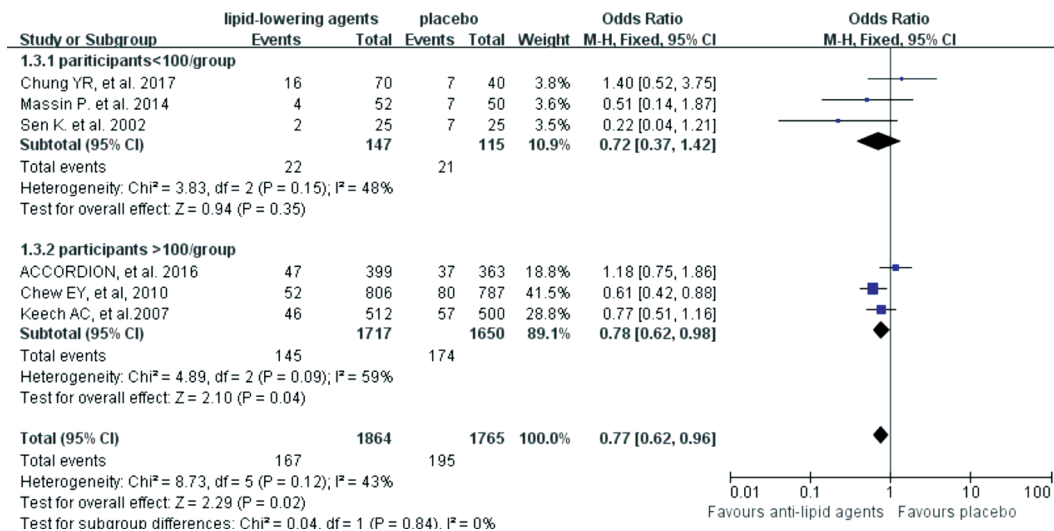 lipid-lowering agents placebo Odds Ratio Odds Ratio
Study or Subgroup Events Total Events Total Weight M-H, Fixed, 95% CI M-H, Fixed, 95% CI
1.3.1 pariticipants<100/group
Chung YR, et al. 2017 16 70 7 40 3.8% 1.40 [0.52, 3.75]
Massin P. et al. 2014 4 52 7 50 3.6% 0.51 [0.14, 1.87]
Sen K. et al. 2002 2 25 7 25 3.5% 0.22 [0.04, 1.21]
Subtotal (95% CI) 147 115 10.9% 0.72 [0.37, 1.42]
Total events 22 21
Heterogeneity: Chi² = 3.83, df = 2 (P = 0.15); I² = 48%
Test for overall effect: Z = 0.94 (P = 0.35)
1.3.2 participants >100/group
ACCORDION, et al. 2016 47 399 37 363 18.8% 1.18 [0.75, 1.86]
Chew EY, et al, 2010 52 806 80 787 41.5% 0.61 [0.42, 0.88]
Keech AC, et al.2007 46 512 57 500 28.8% 0.77 [0.51, 1.16]
Subtotal (95% CI) 1717 1650 89.1% 0.78 [0.62, 0.98]
Total events 145 174
Heterogeneity: Chi² = 4.89, df = 2 (P = 0.09); I² = 59%
Test for overall effect: Z = 2.10 (P = 0.04)
Total (95% CI) 1864 1765 100.0% 0.77 [0.62, 0.96]
Total events 167 195
Heterogeneity: Chi² = 8.73, df = 5 (P = 0.12); I² = 43%
Test for overall effect: Z = 2.29 (P = 0.02)
Test for subgroup differences: Chi² = 0.04, df = 1 (P = 0.84), I² = 0%
0.01 0.1 1 10 100
Favours anti-lipid agents Favours placebo